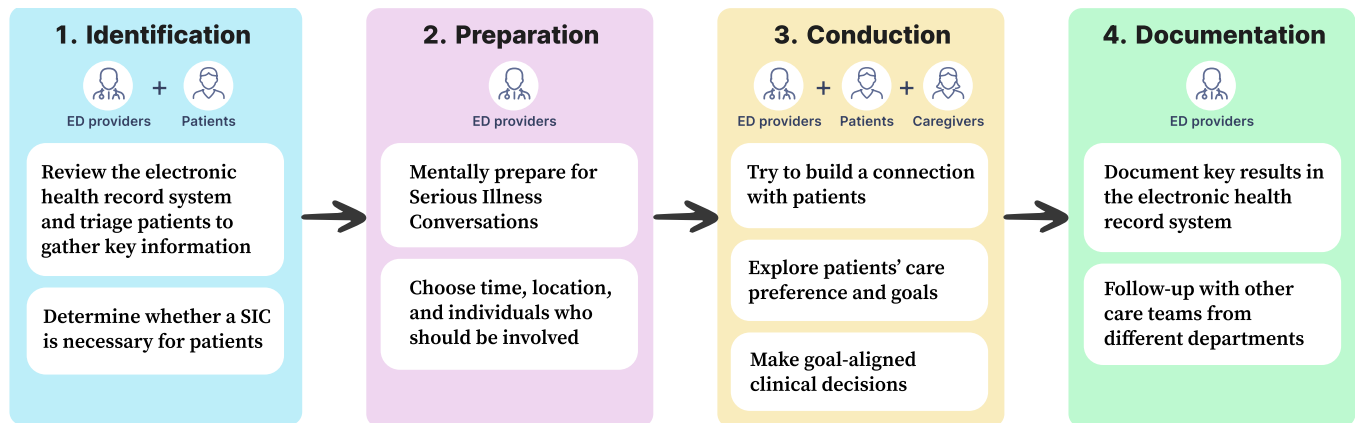 1. Identification
+
ED providers
Patients
Review the electronic
health record system
and triage patients to
gather key information
Determine whether a SIC
is necessary for patients
2. Preparation
ED providers
Mentally prepare for
Serious Illness
Conversations
Choose time, location,
and individuals who
should be involved
3. Conduction
+
+
ED providers
Patients
Caregivers
Try to build a connection
with patients
Explore patients’ care
preference and goals
Make goal-aligned
clinical decisions
4. Documentation
ED providers
Document key results in
the electronic health
record system
Follow-up with other
care teams from
different departments